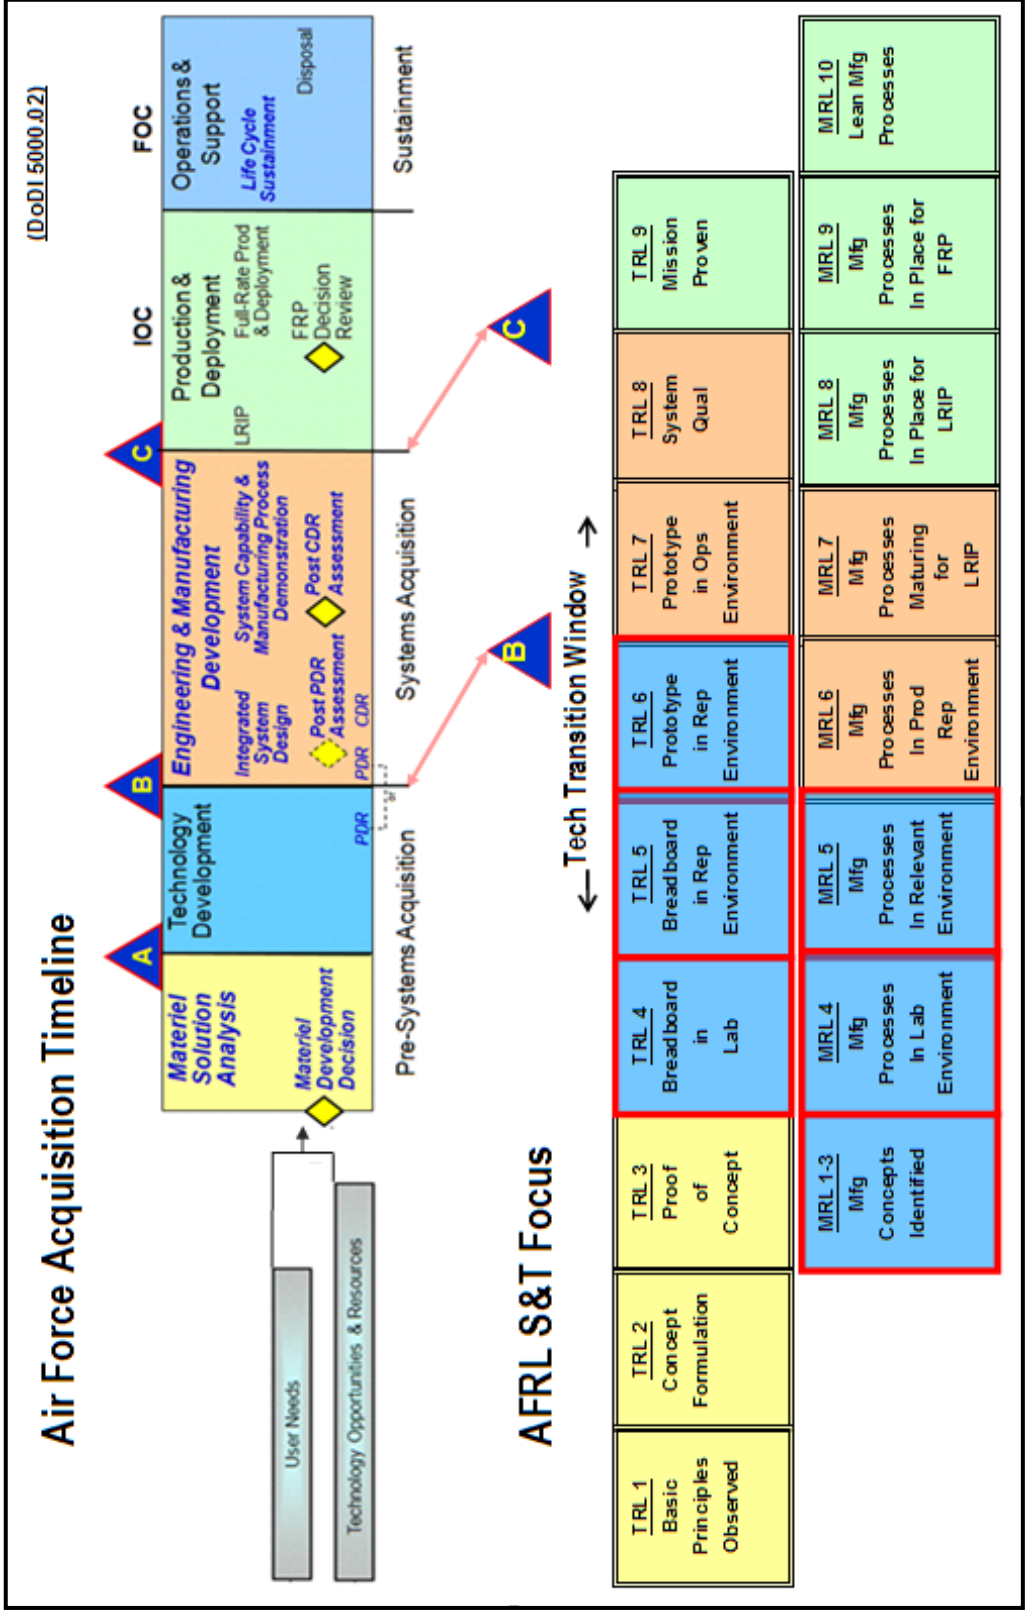 Air Force Acquisition Timeline
(DoDI 5000.02)
IOC
FOC
A
B
C
User Needs
Technology Opportunities & Resources
Materiel
Solution
Analysis
Materiel
Development
Decision
Technology
Development
PDR
or
Engineering & Manufacturing
Development
Integrated
System
Design
System Capability &
Manufacturing Process
Demonstration
Post PDR
Assessment
Post CDR
Assessment
PDR
CDR
Production &
Deployment
LRIP
Full-Rate Prod
& Deployment
FRP
Decision
Review
Operations &
Support
Life Cycle
Sustainment
Disposal
Pre-Systems Acquisition
Systems Acquisition
Sustainment
AFRL S&T Focus
B
C
Tech Transition Window
TRL 1
Basic
Principles
Observed
TRL 2
Concept
Formulation
TRL 3
Proof
of
Concept
TRL 4
Breadboard
in
Lab
TRL 5
Breadboard
in Rep
Environment
TRL 6
Prototype
in Rep
Environment
TRL 7
Prototype
in Ops
Environment
TRL 8
System
Qual
TRL 9
Mission
Proven
MRL 1-3
Mfg
Concepts
Identified
MRL 4
Mfg
Processes
In Lab
Environment
MRL 5
Mfg
Processes
In Relevant
Environment
MRL 6
Mfg
Processes
In Prod
Rep
Environment
MRL 7
Mfg
Processes
Maturing
for
LRIP
MRL 8
Mfg
Processes
In Place for
LRIP
MRL 9
Mfg
Processes
In Place for
FRP
MRL 10
Lean Mfg
Processes